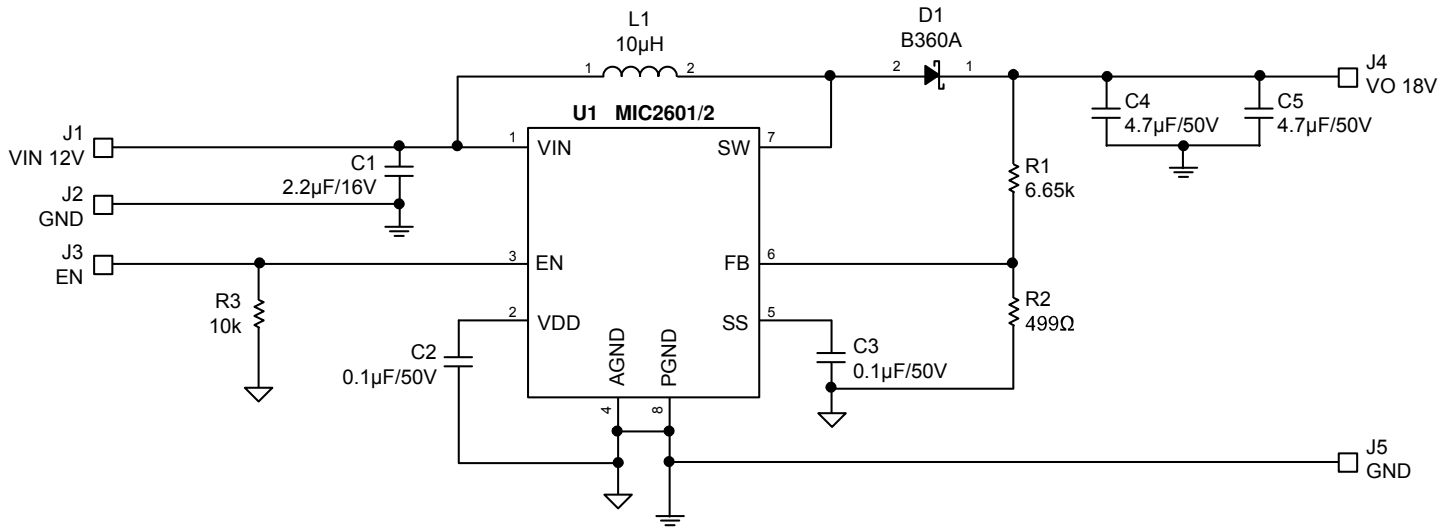 L1
10µH
1
2
D1
B360A
2
1
J4
VO 18V
U1 MIC2601/2
J1
VIN 12V
1
VIN
SW
7
C1
2.2µF/16V
C4
4.7µF/50V
C5
4.7µF/50V
R1
6.65k
J2
GND
J3
EN
3
EN
FB
6
R3
10k
2
VDD
SS
5
R2
499Ω
C2
0.1µF/50V
AGND
PGND
C3
0.1µF/50V
4
8
J5
GND